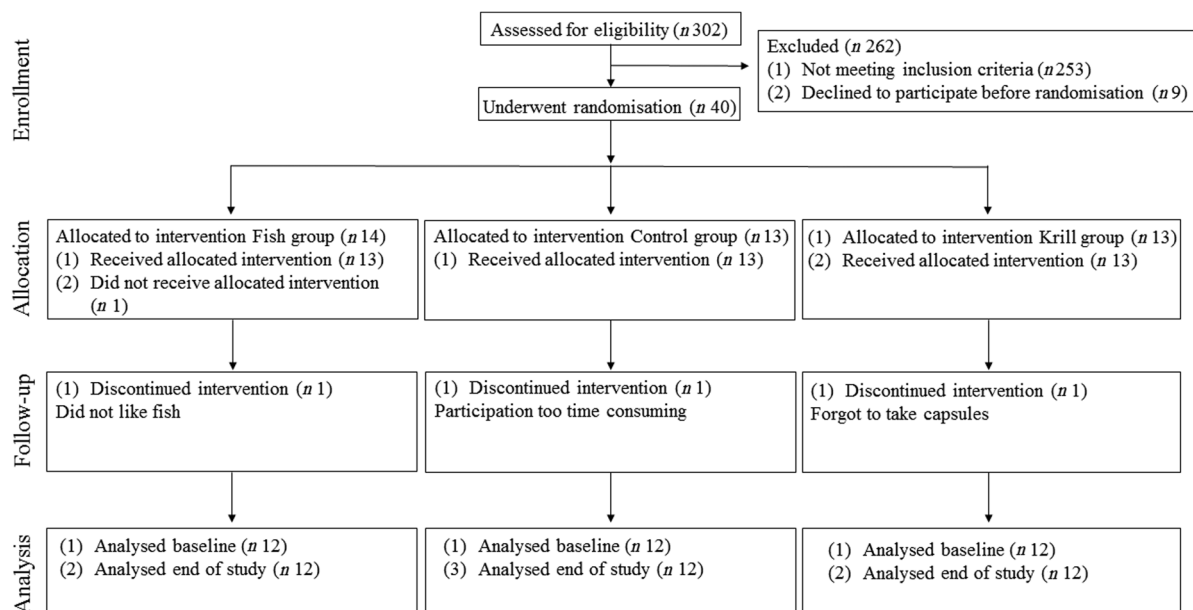 Enrollment
Assessed for eligibility (n 302)
Excluded (n 262)
(1) Not meeting inclusion criteria (n 253)
(2) Declined to participate before randomisation (n 9)
Underwent randomisation (n 40)
Allocation
Allocated to intervention Fish group (n 14)
(1) Received allocated intervention (n 13)
(2) Did not receive allocated intervention
(n 1)
Allocated to intervention Control group (n 13)
(1) Received allocated intervention (n 13)
(1) Allocated to intervention Krill group (n 13)
(2) Received allocated intervention (n 13)
Follow-up
(1) Discontinued intervention (n 1)
Did not like fish
(1) Discontinued intervention (n 1)
Participation too time consuming
(1) Discontinued intervention (n 1)
Forgot to take capsules
Analysis
(1) Analysed baseline (n 12)
(2) Analysed end of study (n 12)
(1) Analysed baseline (n 12)
(3) Analysed end of study (n 12)
(1) Analysed baseline (n 12)
(2) Analysed end of study (n 12)